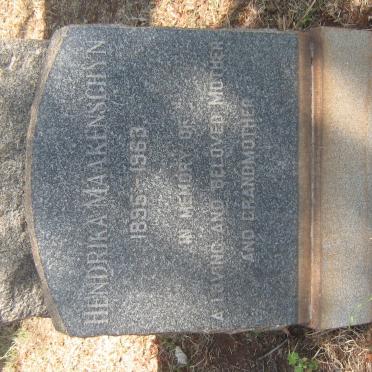 HENDRIKA MAAKENSCHYN
1895-1963
IN MEMORY OF
A LOVING AND BELOVED MOTHER
AND GRANDMOTHER